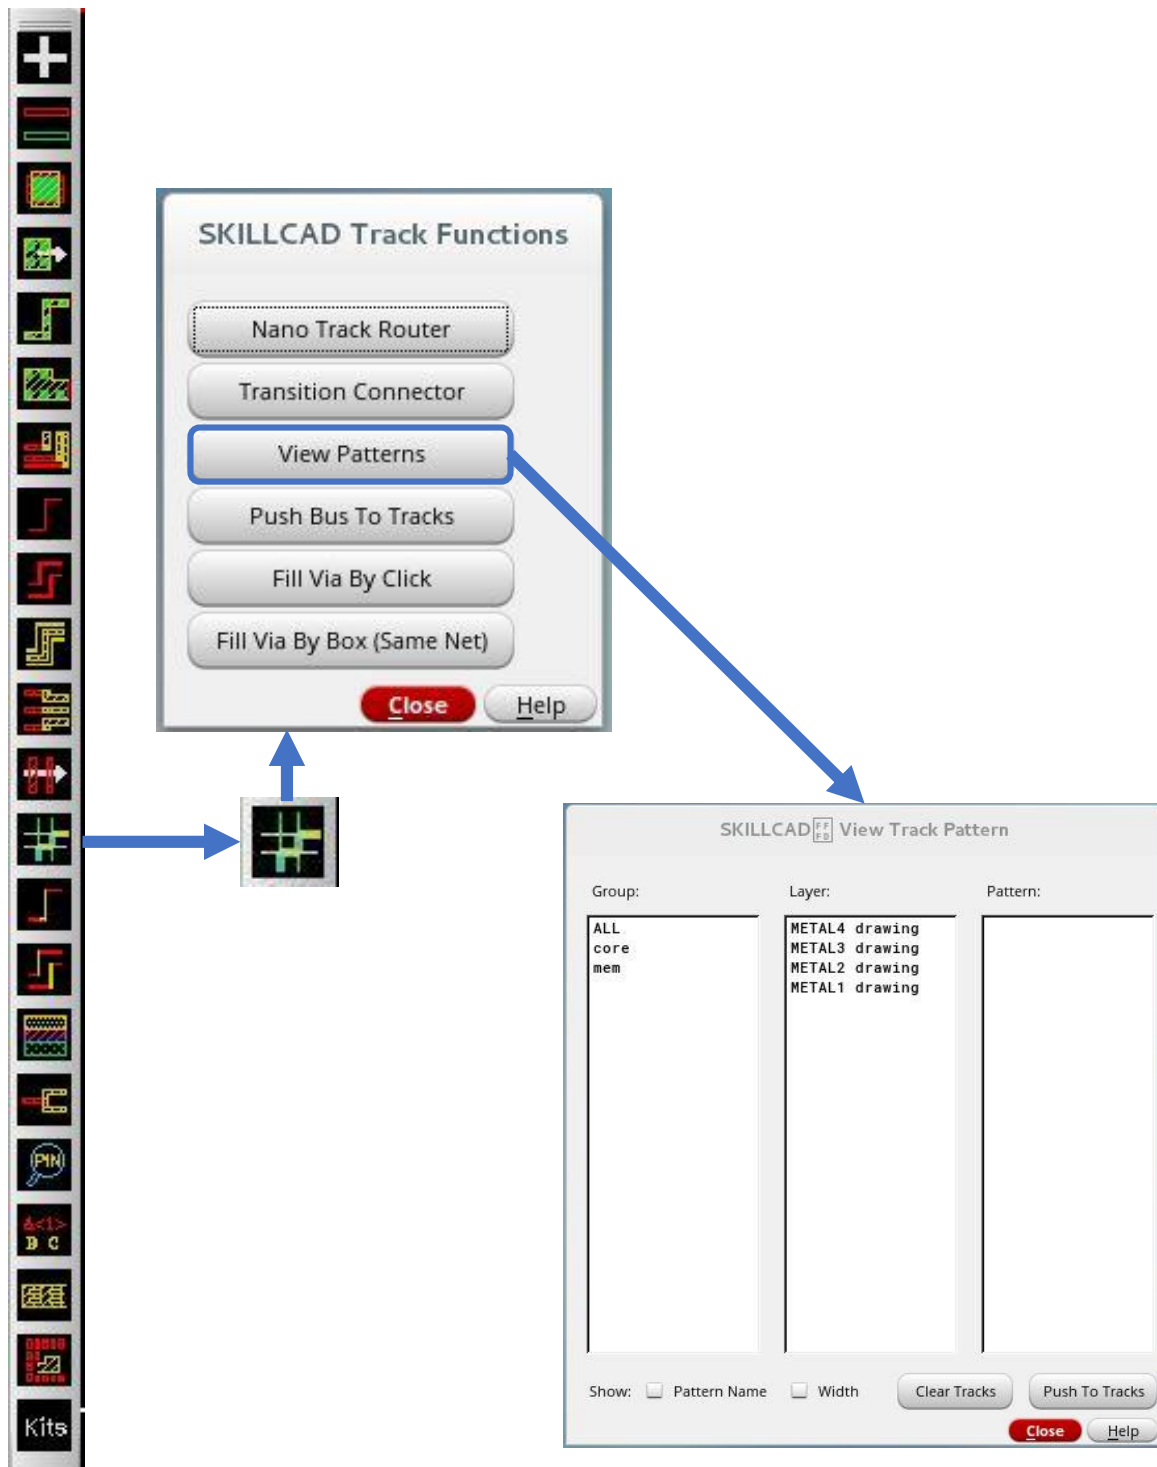 SKILLCAD Track Functions
Nano Track Router
Transition Connector
View Patterns
Push Bus To Tracks
Fill Via By Click
Fill Via By Box (Same Net)
Close Help
SKILLCAD View Track Pattern
Group: Layer: Pattern:
ALL
core
mem
METAL4 drawing
METAL3 drawing
METAL2 drawing
METAL1 drawing
Show: Pattern Name Width Clear Tracks Push To Tracks
Close Help
PIN
B C
Kits